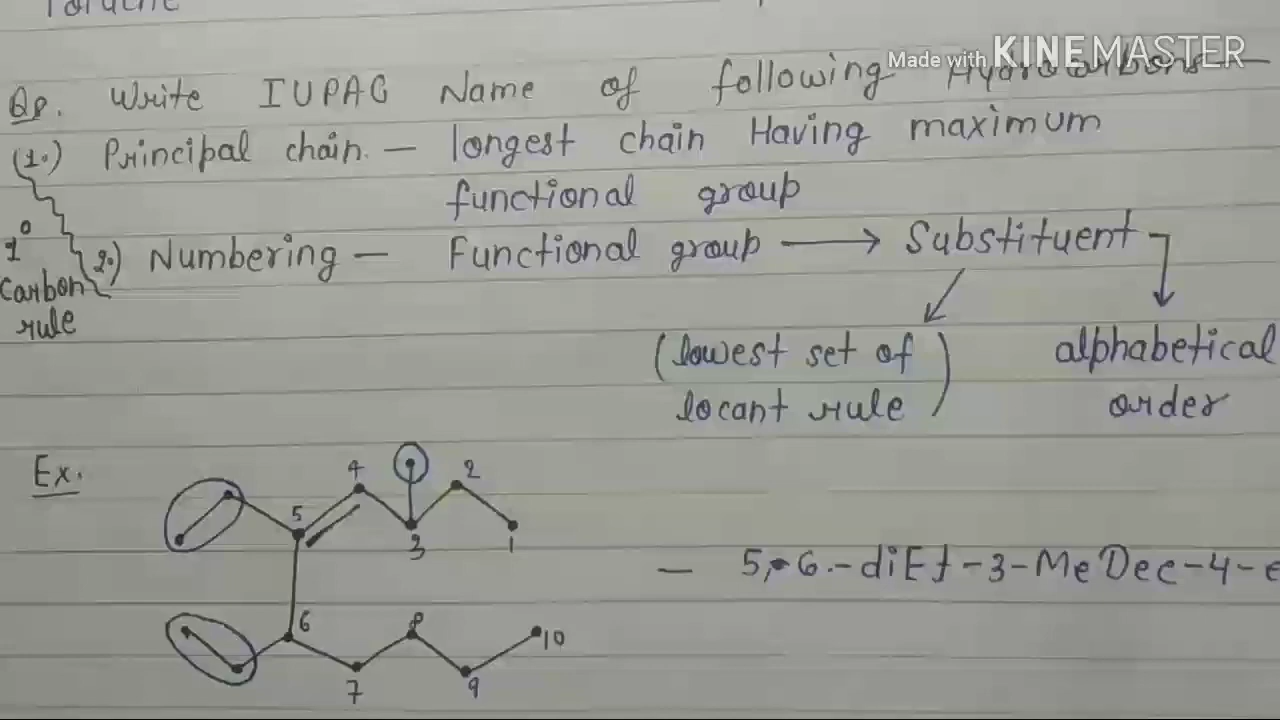 Made with KINEMASTER
Qs. Write IUPAC Name of following Hydrocarbons—
(1.) Principal chain. — longest chain Having maximum
functional group
1° carbon rule
2.) Numbering — Functional group → Substituent
(lowest set of
locant rule)
alphabetical
order
Ex.
4 2
5
3 1
— 5,6.-diEt-3-MeDec-4-e
6 8 10
7 9